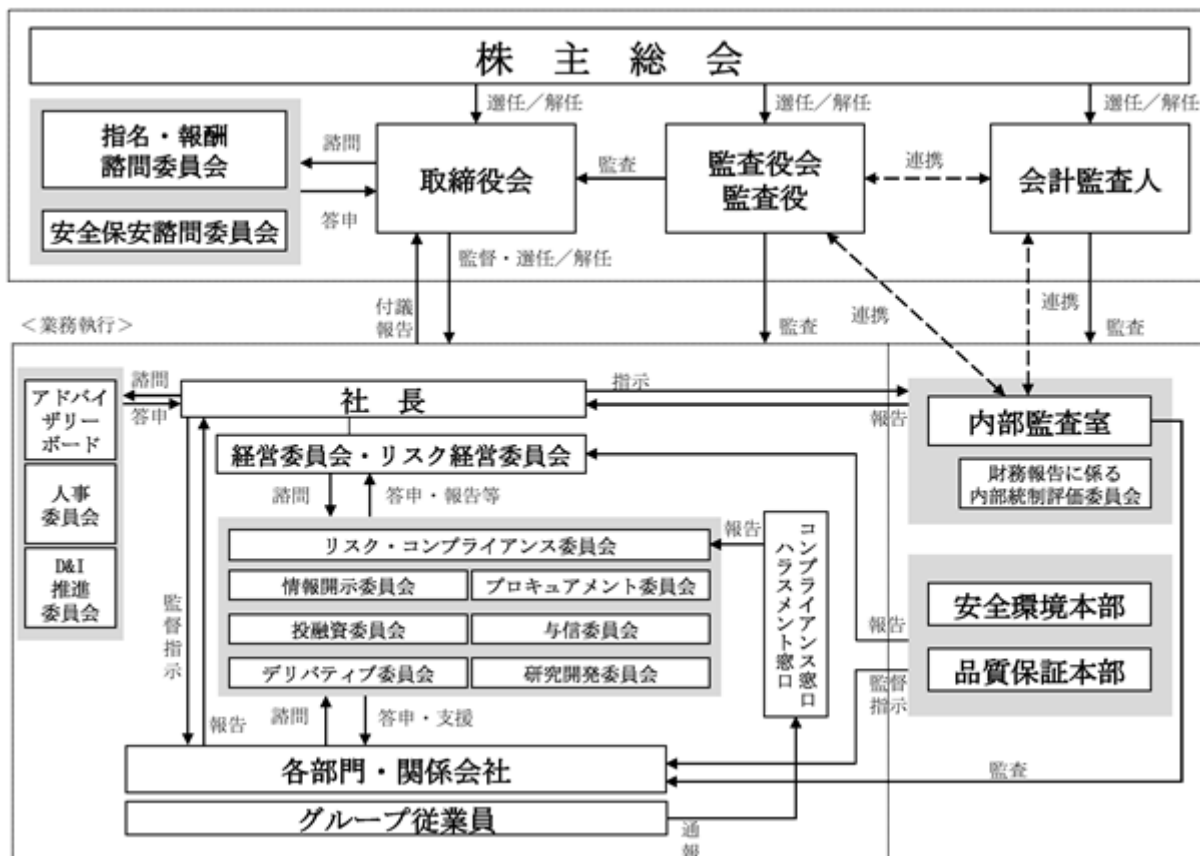 株 主 総 会
選任／解任
選任／解任
選任／解任
指名・報酬
諮問委員会
安全保安諮問委員会
諮問
答申
取締役会
監査
監査役会
監査役
連携
会計監査人
監督・選任／解任
付議
報告
監査
連携
連携
監査
＜業務執行＞
アドバイ
ザリー
ボード
人事
委員会
D&I
推進
委員会
諮問
答申
社 長
指示
報告
経営委員会・リスク経営委員会
諮問
答申・報告等
内部監査室
財務報告に係る
内部統制評価委員会
リスク・コンプライアンス委員会
情報開示委員会
プロキュアメント委員会
投融資委員会
与信委員会
デリバティブ委員会
研究開発委員会
報告
コンプライアンス窓口
ハラスメント窓口
安全環境本部
品質保証本部
報告
監督
指示
監督指示
報告
諮問
答申・支援
各部門・関係会社
監査
グループ従業員
通報